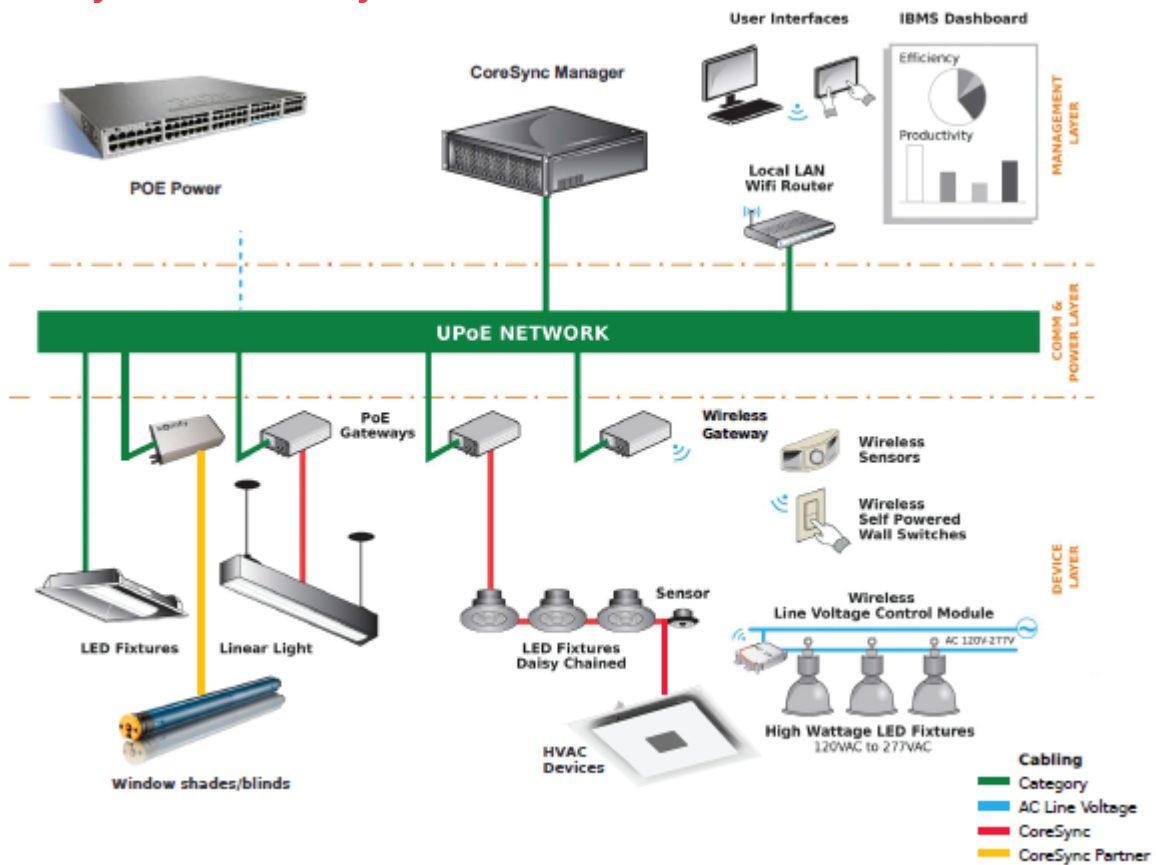 User Interfaces
IBMS Dashboard
CoreSync Manager
Efficiency
Productivity
POE Power
Local LAN
Wifi Router
MANAGEMENT
LAYER
UPoE NETWORK
COMM &
POWER LAYER
PoE
Gateways
Wireless
Gateway
Wireless
Sensors
Wireless
Self Powered
Wall Switches
DEVICE
LAYER
Sensor
Wireless
Line Voltage Control Module
AC 120V-277V
LED Fixtures
Linear Light
LED Fixtures
Daisy Chained
High Wattage LED Fixtures
120VAC to 277VAC
HVAC
Devices
Window shades/blinds
Cabling
Category
AC Line Voltage
CoreSync
CoreSync Partner